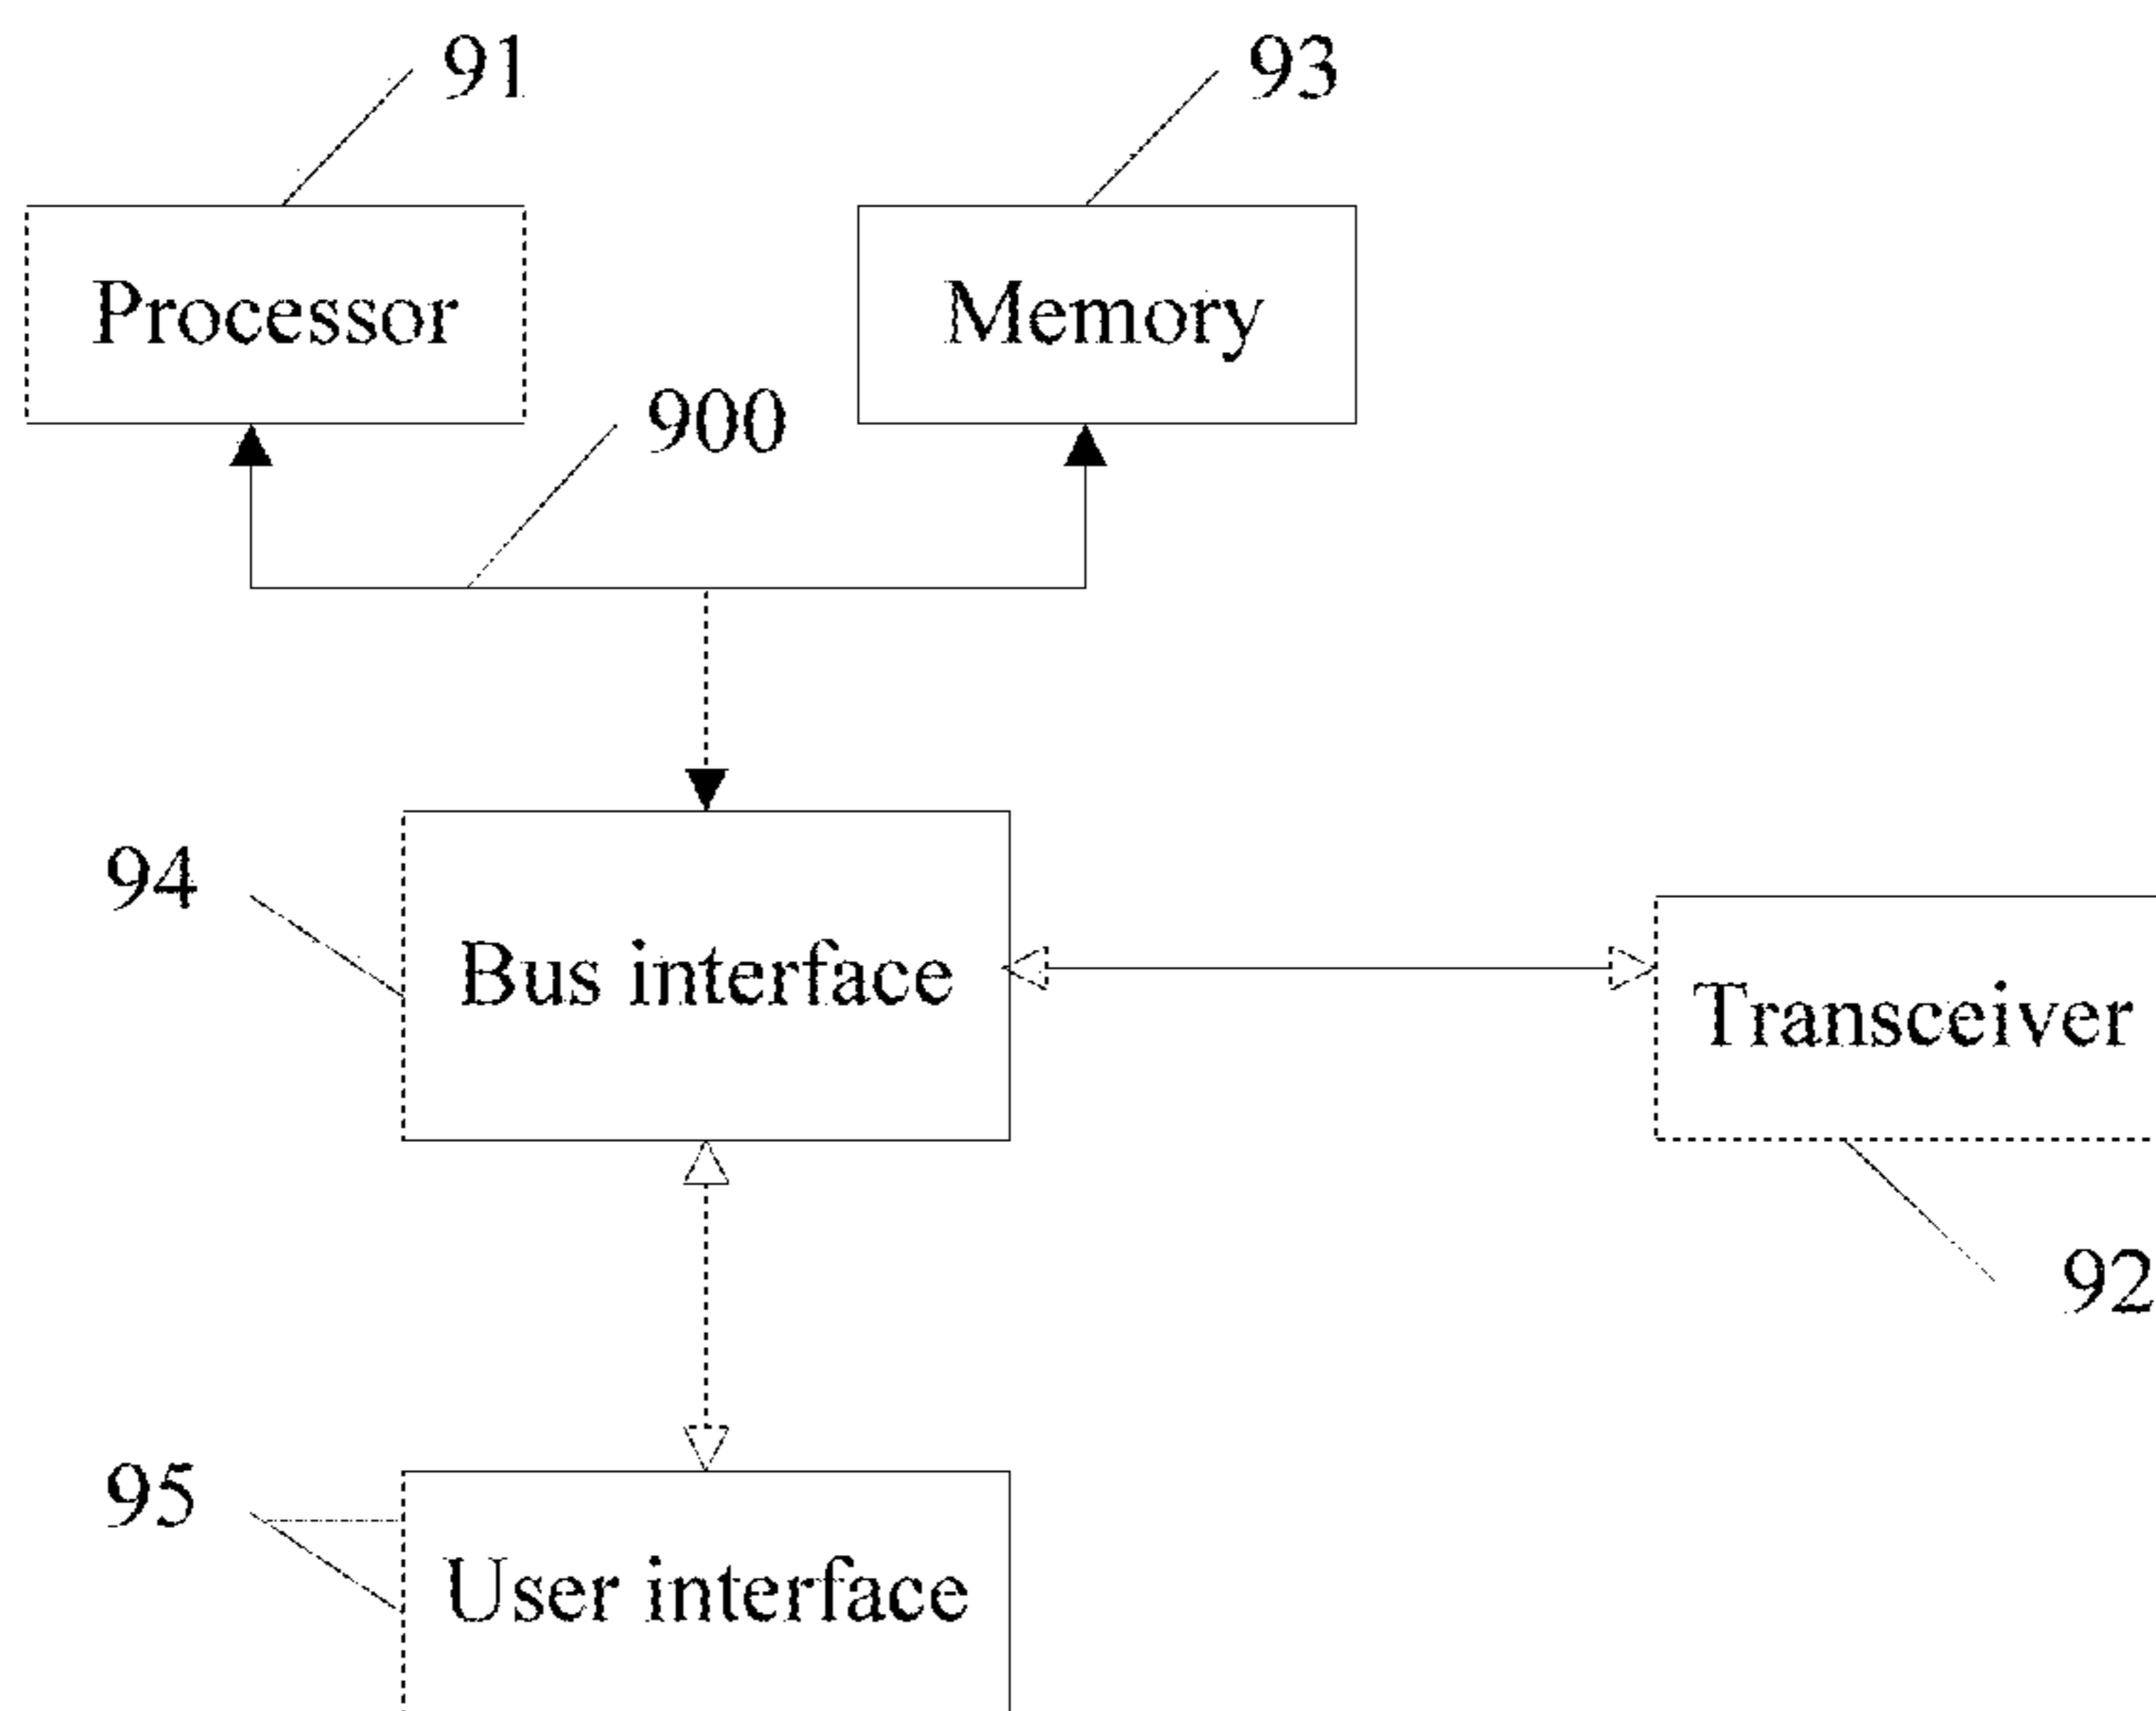 91
93
Processor
Memory
900
94
Bus interface
Transceiver
92
95
User interface